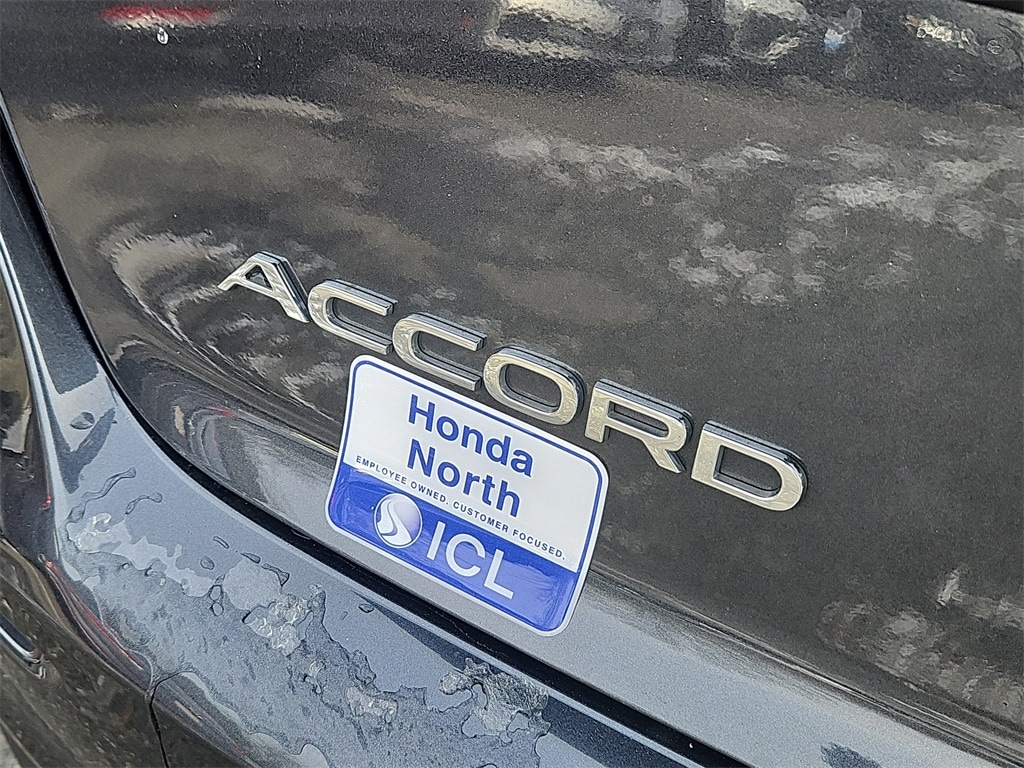 ACCORD
Honda
North
EMPLOYEE OWNED. CUSTOMER FOCUSED.
ICL